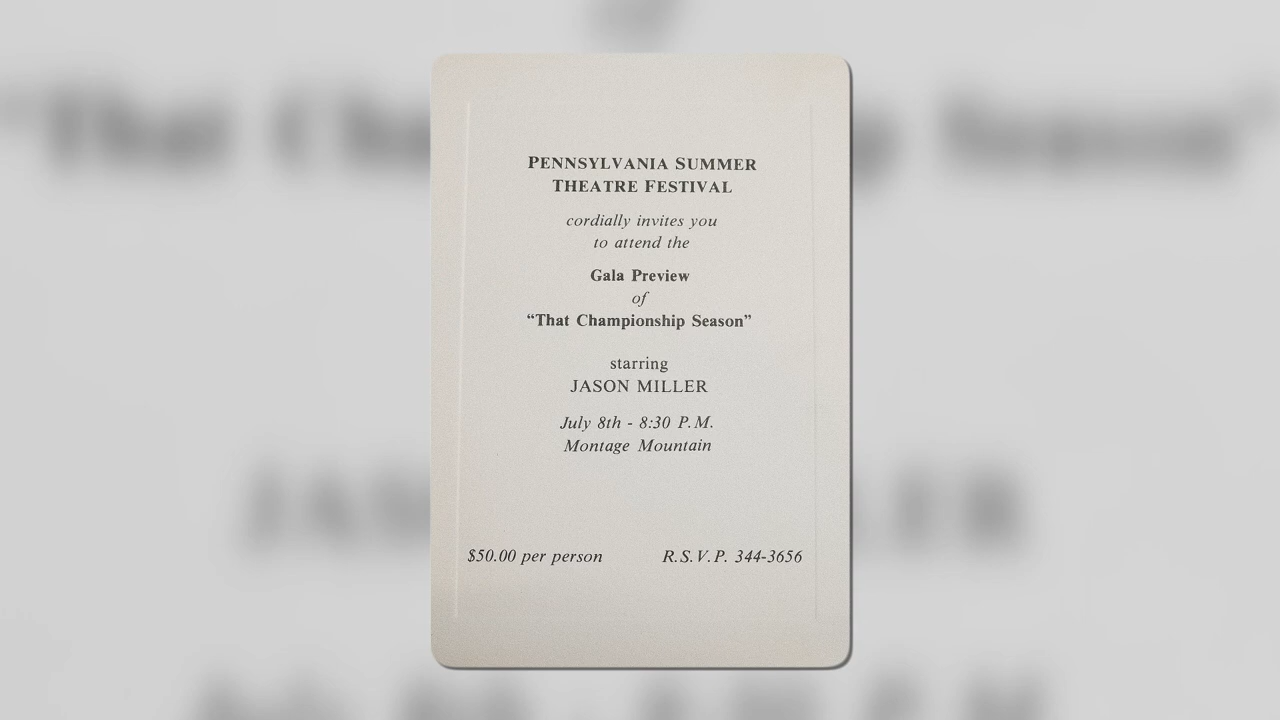 PENNSYLVANIA SUMMER
THEATRE FESTIVAL
cordially invites you
to attend the
Gala Preview
of
“That Championship Season”
starring
JASON MILLER
July 8th - 8:30 P.M.
Montage Mountain
$50.00 per person R.S.V.P. 344-3656